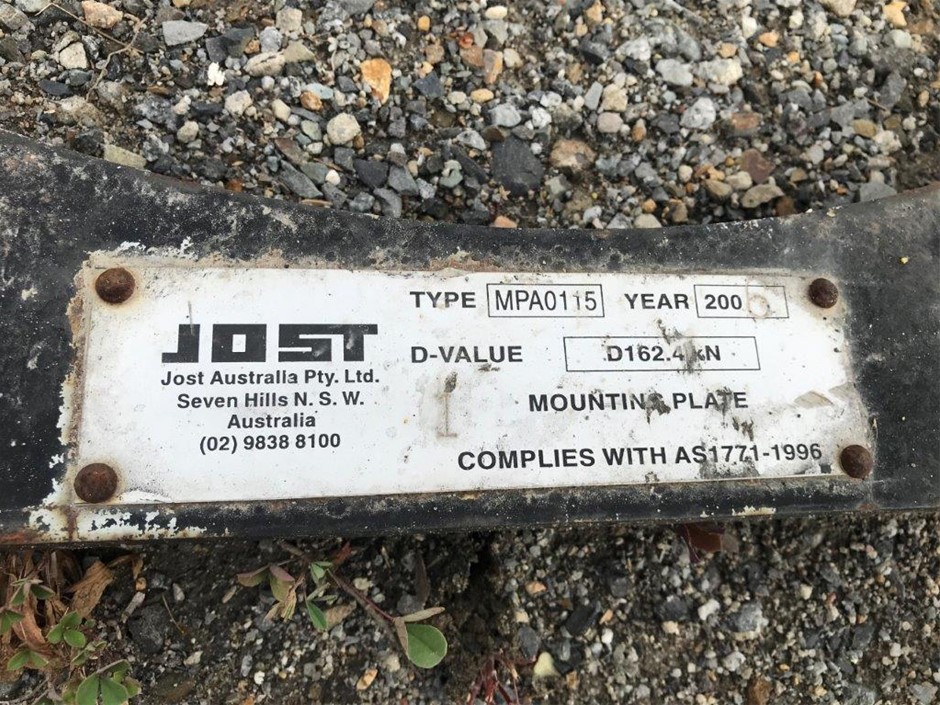 JOST
Jost Australia Pty. Ltd.
Seven Hills N. S. W.
Australia
(02) 9838 8100
TYPE MPA0115 YEAR 200
D-VALUE D162.4 kN
MOUNTING PLATE
COMPLIES WITH AS1771-1996